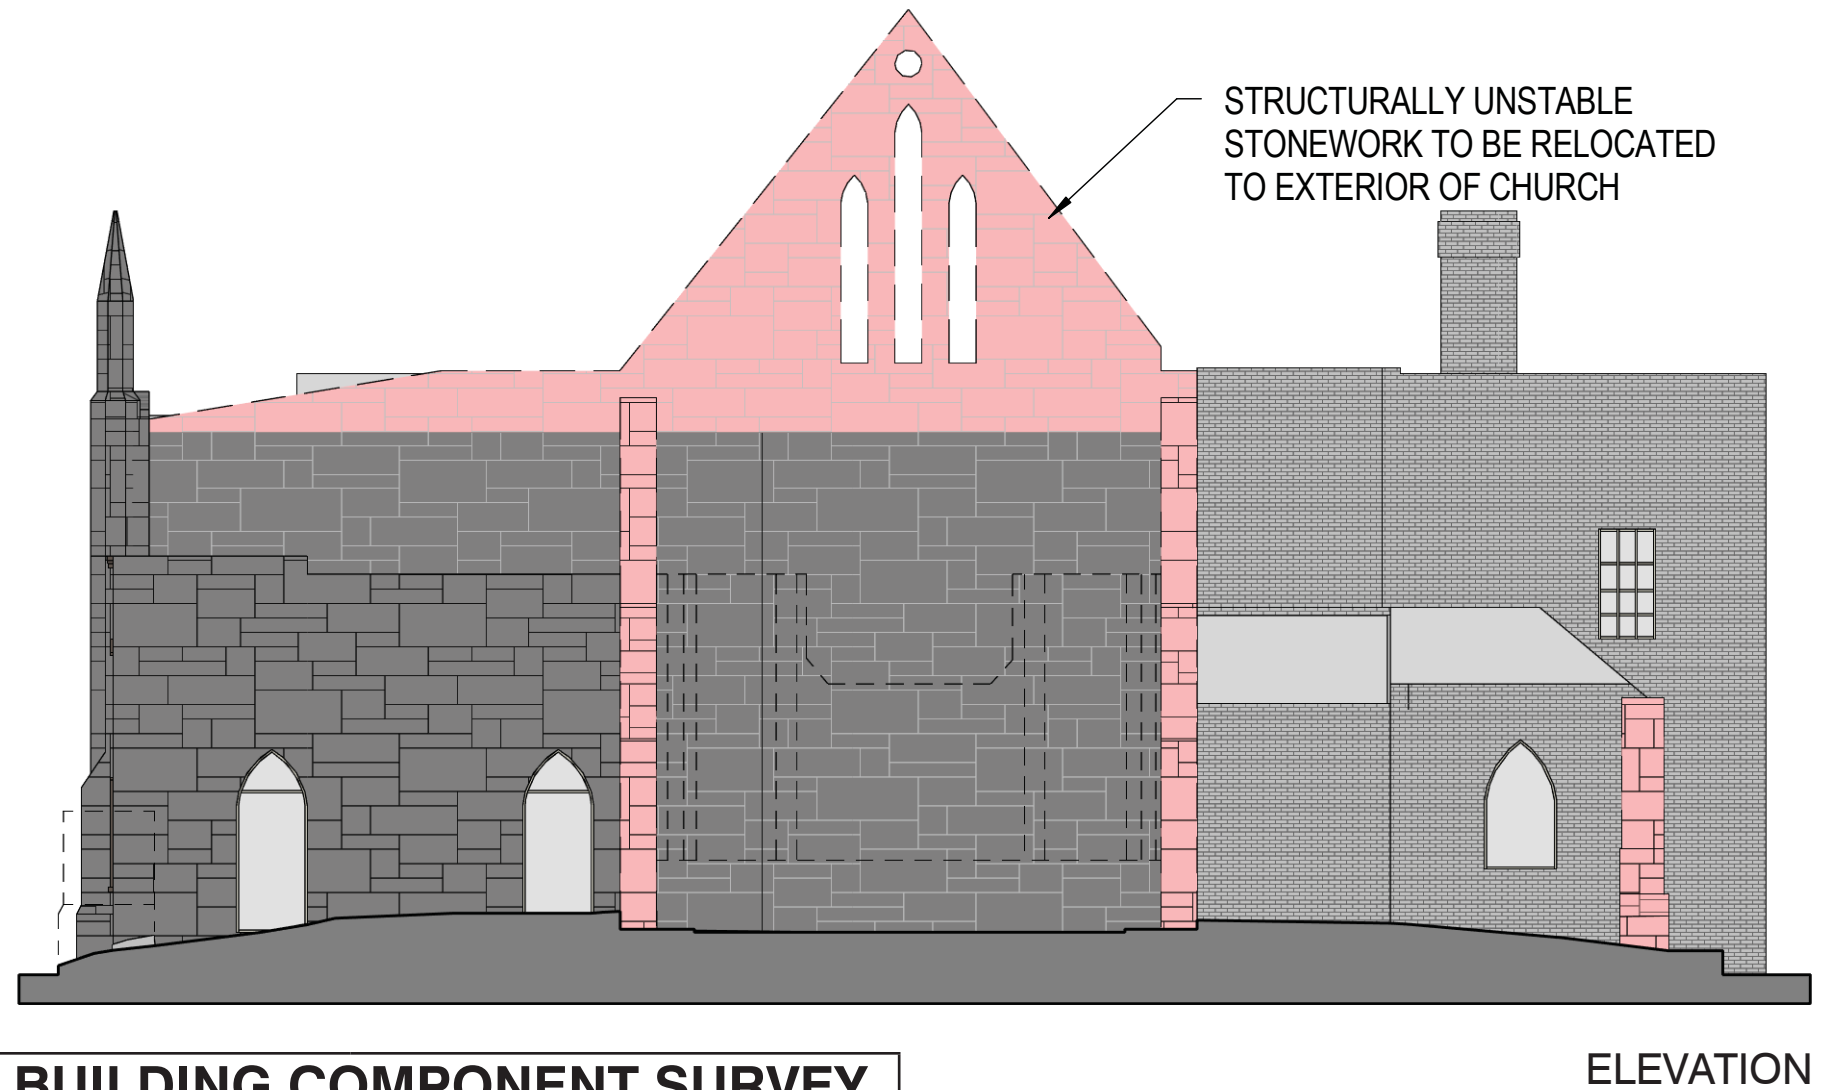 STRUCTURALLY UNSTABLE
STONEWORK TO BE RELOCATED
TO EXTERIOR OF CHURCH
BUILDING COMPONENT SURVEY
ELEVATION